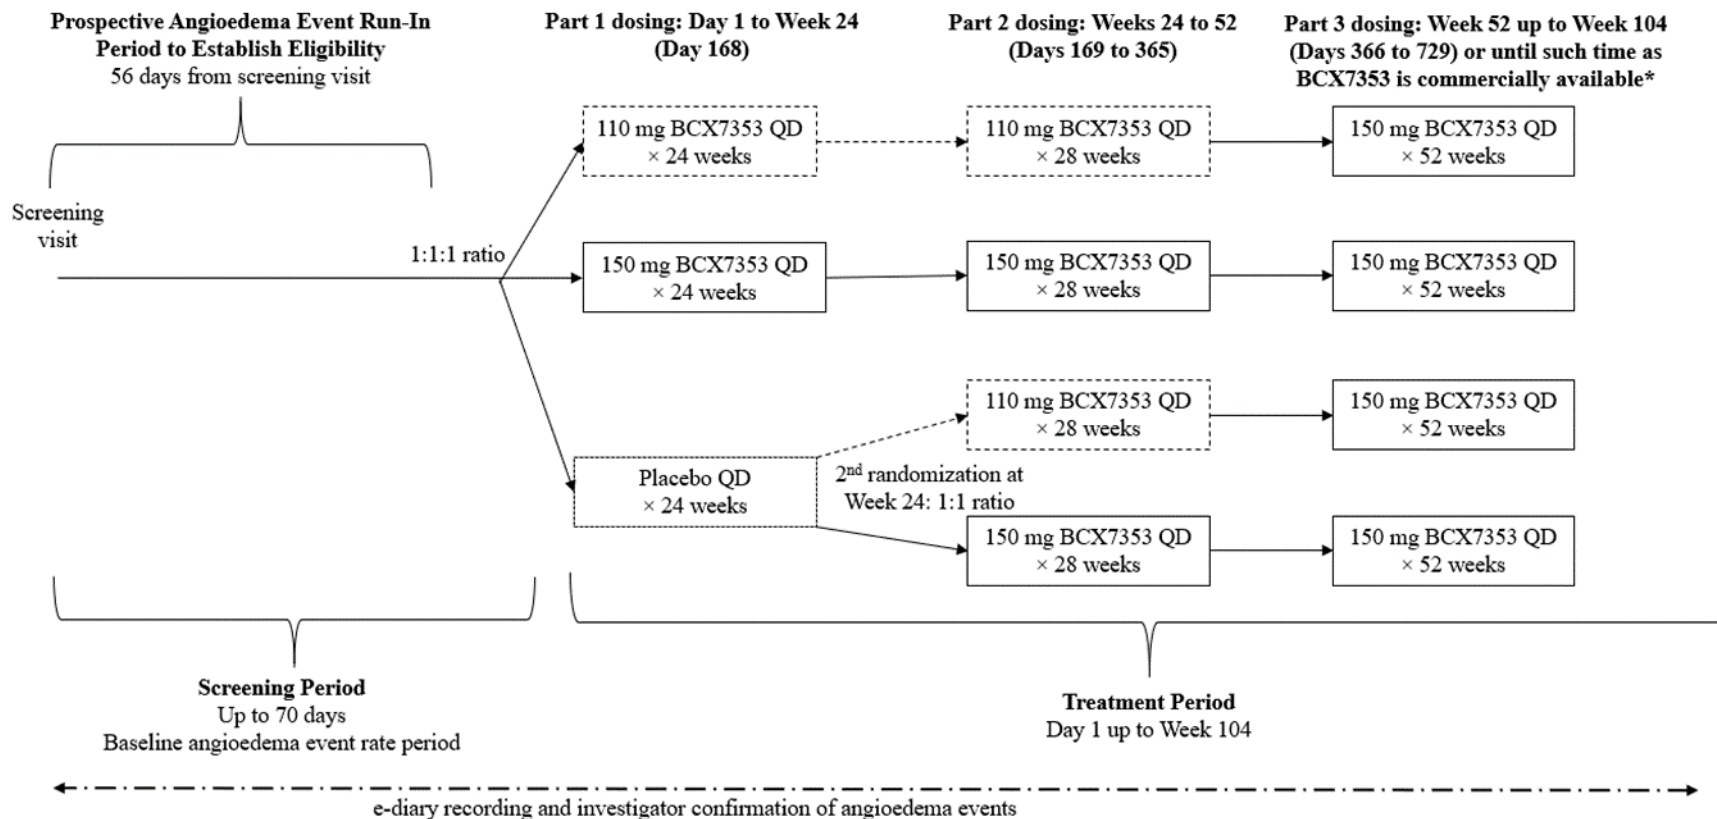 Prospective Angioedema Event Run-In
Period to Establish Eligibility
56 days from screening visit
Part 1 dosing: Day 1 to Week 24
(Day 168)
Part 2 dosing: Weeks 24 to 52
(Days 169 to 365)
Part 3 dosing: Week 52 up to Week 104
(Days 366 to 729) or until such time as
BCX7353 is commercially available*
110 mg BCX7353 QD
× 24 weeks
110 mg BCX7353 QD
× 28 weeks
150 mg BCX7353 QD
× 52 weeks
Screening
visit
1:1:1 ratio
150 mg BCX7353 QD
× 24 weeks
150 mg BCX7353 QD
× 28 weeks
150 mg BCX7353 QD
× 52 weeks
110 mg BCX7353 QD
× 28 weeks
150 mg BCX7353 QD
× 52 weeks
Placebo QD
× 24 weeks
2nd randomization at
Week 24: 1:1 ratio
150 mg BCX7353 QD
× 28 weeks
150 mg BCX7353 QD
× 52 weeks
Screening Period
Up to 70 days
Baseline angioedema event rate period
Treatment Period
Day 1 up to Week 104
e-diary recording and investigator confirmation of angioedema events